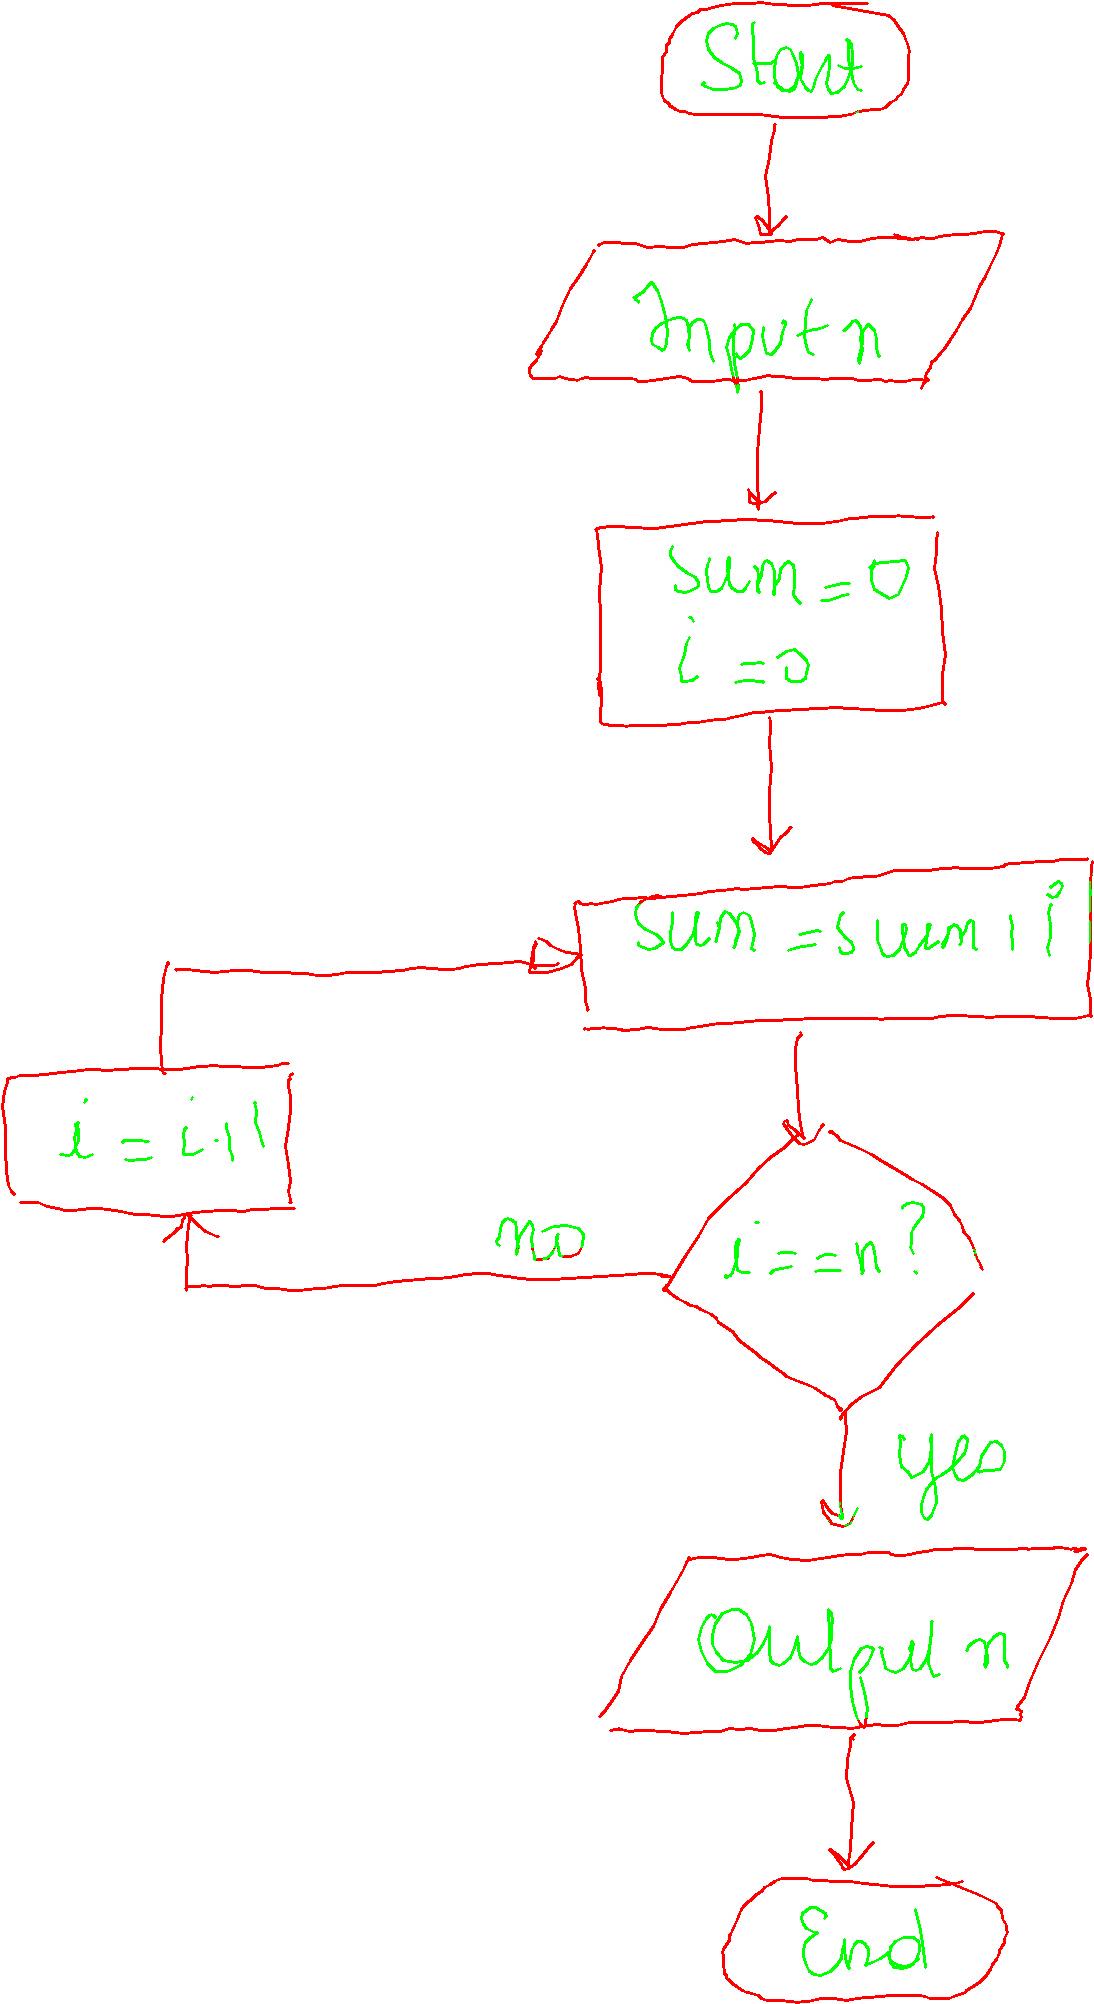 Start
Input n
sum = 0
i = 0
sum = sum + i
i = i + 1
i = = n ?
no
yes
Output n
End